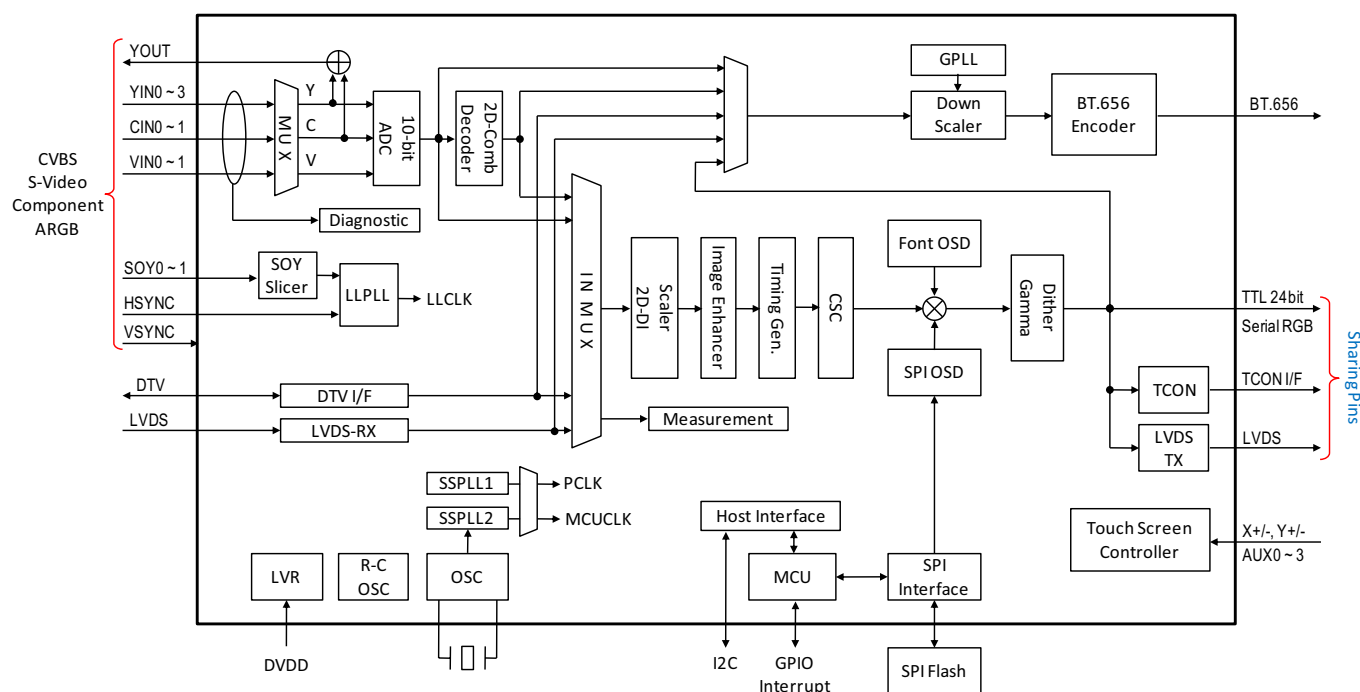 YOUT
YIN0 ~ 3
CIN0 ~ 1
VIN0 ~ 1
CVBS
S-Video
Component
ARGB
SOY0 ~ 1
HSYNC
VSYNC
DTV
LVDS
MUX
Y
C
V
10-bit
ADC
2D-Comb
Decoder
Diagnostic
SOY
Slicer
LLPLL
LLCLK
DTV I/F
LVDS-RX
IN MUX
Scaler
2D-DI
Image Enhancer
Timing Gen.
CSC
Font OSD
SPI OSD
Dither
Gamma
Measurement
GPLL
Down
Scaler
BT.656
Encoder
BT.656
TTL 24bit
Serial RGB
TCON
TCON I/F
LVDS
TX
LVDS
Sharing Pins
SSPLL1
PCLK
SSPLL2
MCUCLK
LVR
R-C
OSC
OSC
Host Interface
MCU
SPI
Interface
Touch Screen
Controller
X+/-, Y+/-
AUX0 ~ 3
DVDD
I2C
GPIO
Interrupt
SPI Flash